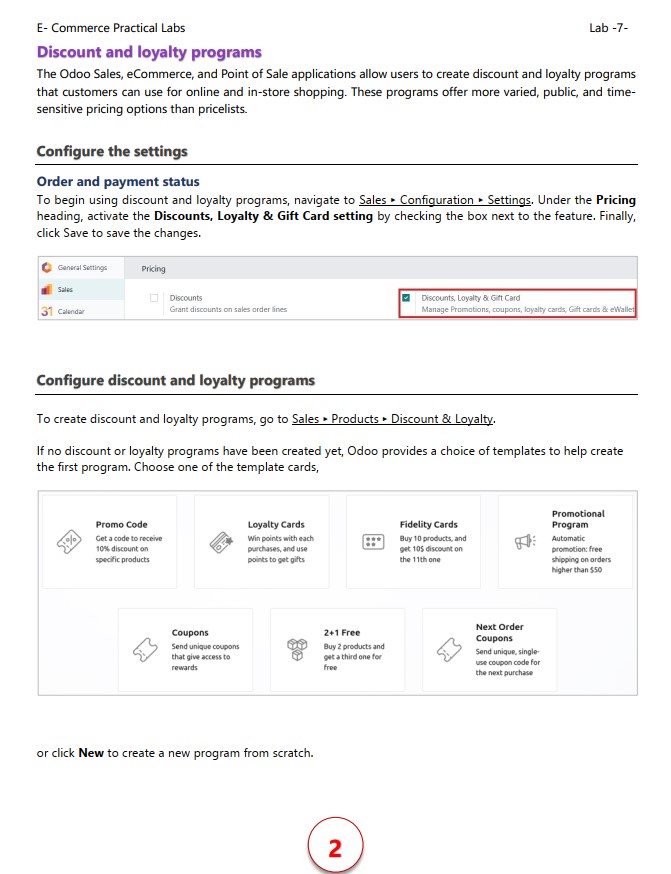 E- Commerce Practical Labs Lab -7-
Discount and loyalty programs
The Odoo Sales, eCommerce, and Point of Sale applications allow users to create discount and loyalty programs
that customers can use for online and in-store shopping. These programs offer more varied, public, and time-
sensitive pricing options than pricelists.
Configure the settings
Order and payment status
To begin using discount and loyalty programs, navigate to Sales ▸ Configuration ▸ Settings. Under the Pricing
heading, activate the Discounts, Loyalty & Gift Card setting by checking the box next to the feature. Finally,
click Save to save the changes.
General Settings
Sales
31 Calendar
Pricing
Discounts
Grant discounts on sales order lines
Discounts, Loyalty & Gift Card
Manage Promotions, coupons, loyalty cards, Gift cards & eWallet
Configure discount and loyalty programs
To create discount and loyalty programs, go to Sales ▸ Products ▸ Discount & Loyalty.
If no discount or loyalty programs have been created yet, Odoo provides a choice of templates to help create
the first program. Choose one of the template cards,
Promo Code
Get a code to receive
10% discount on
specific products
Loyalty Cards
Win points with each
purchases, and use
points to get gifts
Fidelity Cards
Buy 10 products, and
get 10$ discount on
the 11th one
Promotional
Program
Automatic
promotion: free
shipping on orders
higher than $50
Coupons
Send unique coupons
that give access to
rewards
2+1 Free
Buy 2 products and
get a third one for
free
Next Order
Coupons
Send unique, single-
use coupon code for
the next purchase
or click New to create a new program from scratch.
2